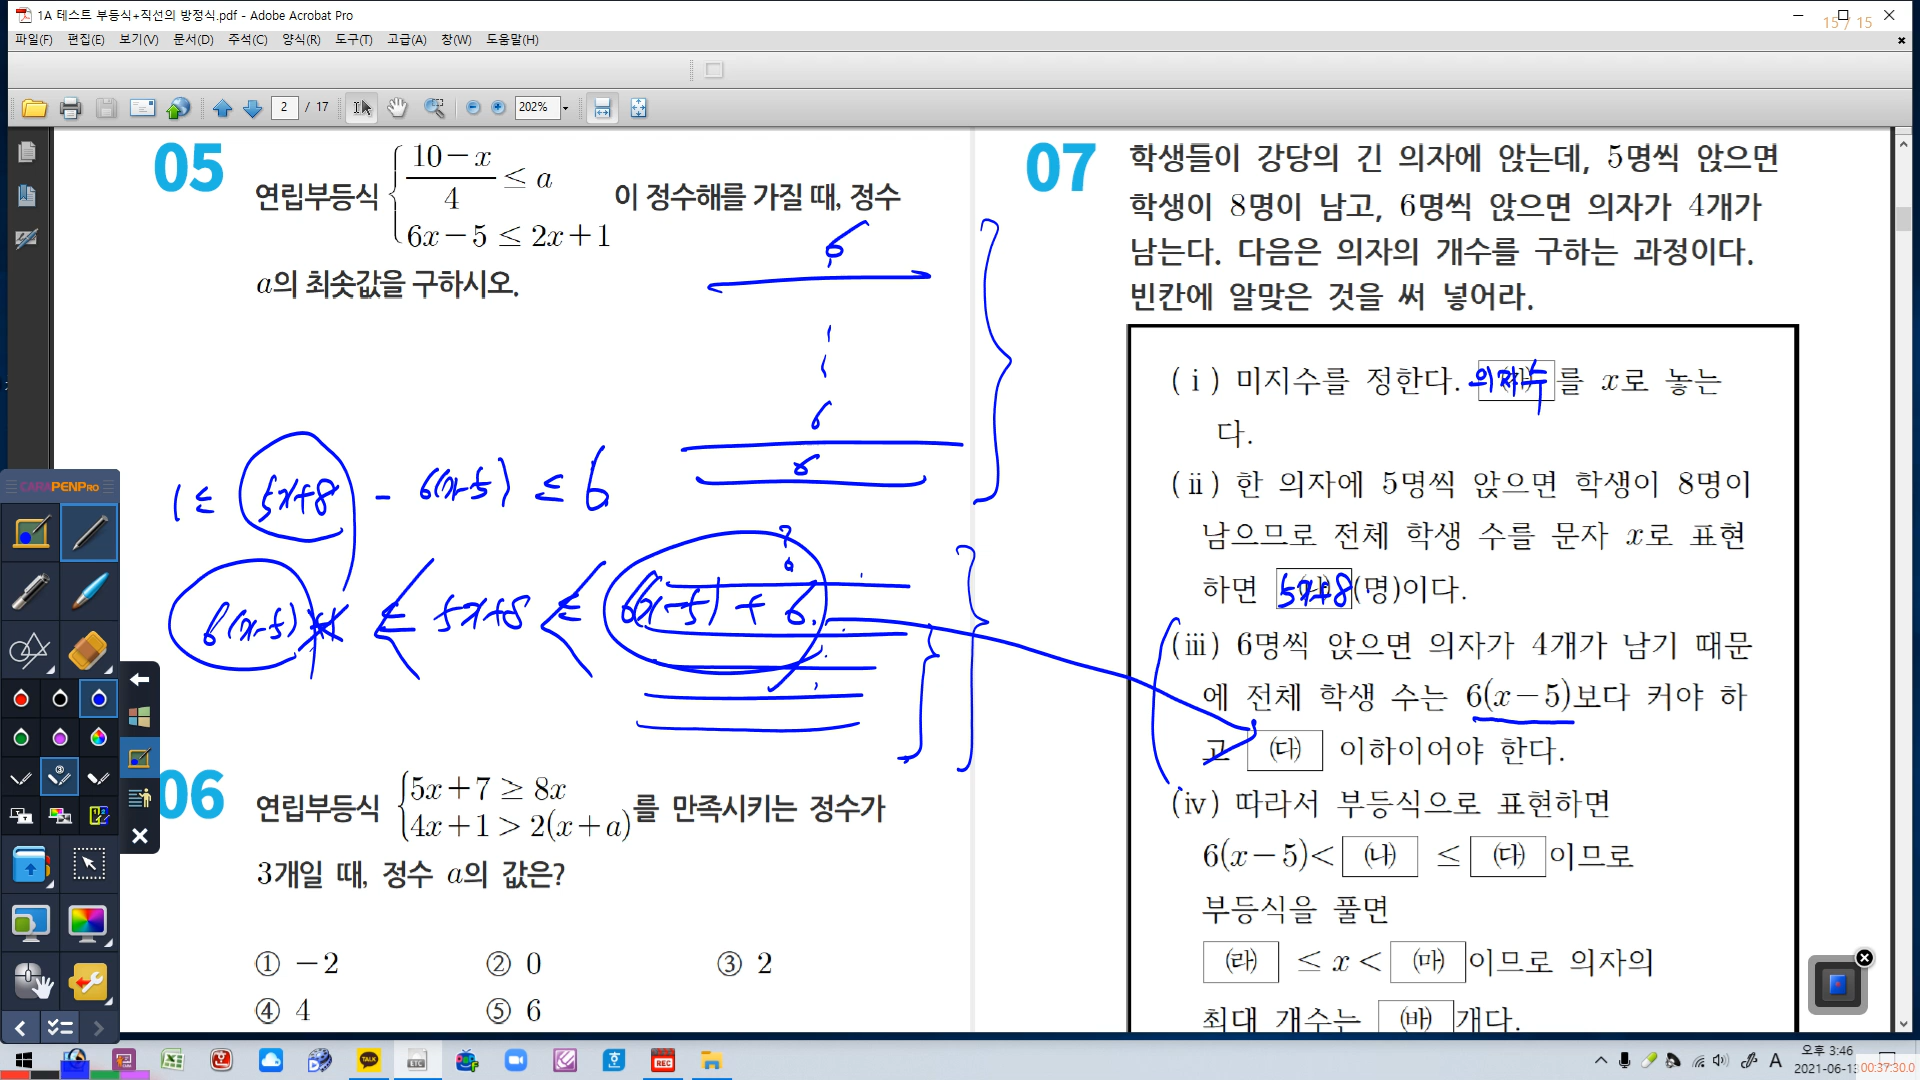 1A 테스트 부등식+직선의 방정식.pdf - Adobe Acrobat Pro
15 / 15
파일(F) 편집(E) 보기(V) 문서(D) 주석(C) 양식(R) 도구(T) 고급(A) 창(W) 도움말(H)
2 / 17 202%
05
연립부등식 { (10-x)/4 ≤ a
6x-5 ≤ 2x+1
이 정수해를 가질 때, 정수
a의 최솟값을 구하시오.
6
6
6
1 ≤ 5x+8 - 6(x-5) ≤ 6
6(x-5) ≤ 5x+8 ≤ 6(x-5)+6
CARAPENPRO
06
연립부등식 { 5x+7 ≥ 8x
4x+1 > 2(x+a)
를 만족시키는 정수가
3개일 때, 정수 a의 값은?
① -2 ② 0 ③ 2
④ 4 ⑤ 6
07
학생들이 강당의 긴 의자에 앉는데, 5명씩 앉으면
학생이 8명이 남고, 6명씩 앉으면 의자가 4개가
남는다. 다음은 의자의 개수를 구하는 과정이다.
빈칸에 알맞은 것을 써 넣어라.
(ⅰ) 미지수를 정한다. 의자수 를 x로 놓는
다.
(ⅱ) 한 의자에 5명씩 앉으면 학생이 8명이
남으므로 전체 학생 수를 문자 x로 표현
하면 5x+8 (명)이다.
(ⅲ) 6명씩 앉으면 의자가 4개가 남기 때문
에 전체 학생 수는 6(x-5)보다 커야 하
고 ㈐ 이하이어야 한다.
(ⅳ) 따라서 부등식으로 표현하면
6(x-5)< ㈏ ≤ ㈐ 이므로
부등식을 풀면
㈑ ≤ x < ㈒ 이므로 의자의
최대 개수는 ㈓ 개다.
A
오후 3:46
2021-06-13
00:37:30.0